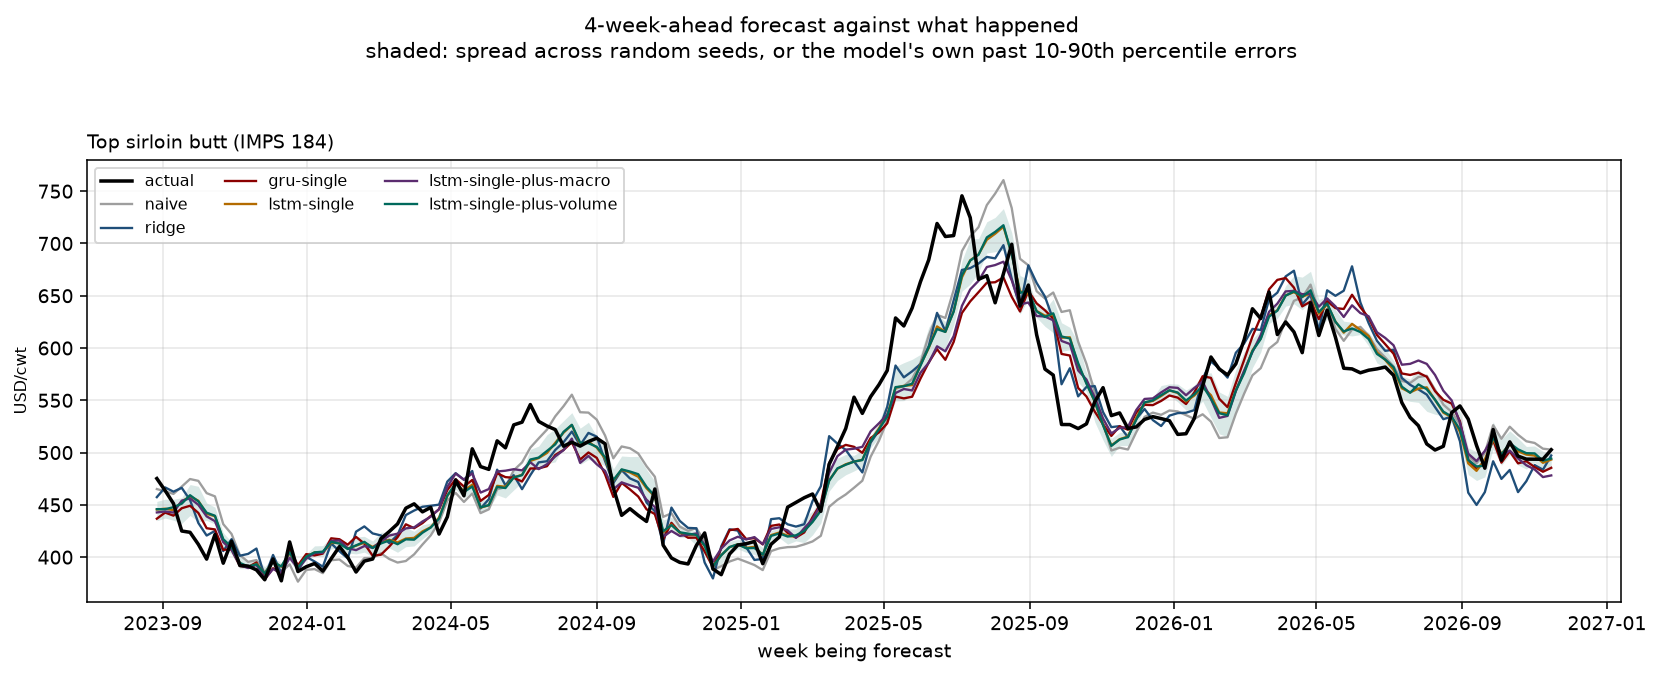 4-week-ahead forecast against what happened
shaded: spread across random seeds, or the model's own past 10-90th percentile errors
Top sirloin butt (IMPS 184)
actual
naive
ridge
gru-single
lstm-single
lstm-single-plus-macro
lstm-single-plus-volume
USD/cwt
750
700
650
600
550
500
450
400
2023-09
2024-01
2024-05
2024-09
2025-01
2025-05
2025-09
2026-01
2026-05
2026-09
2027-01
week being forecast